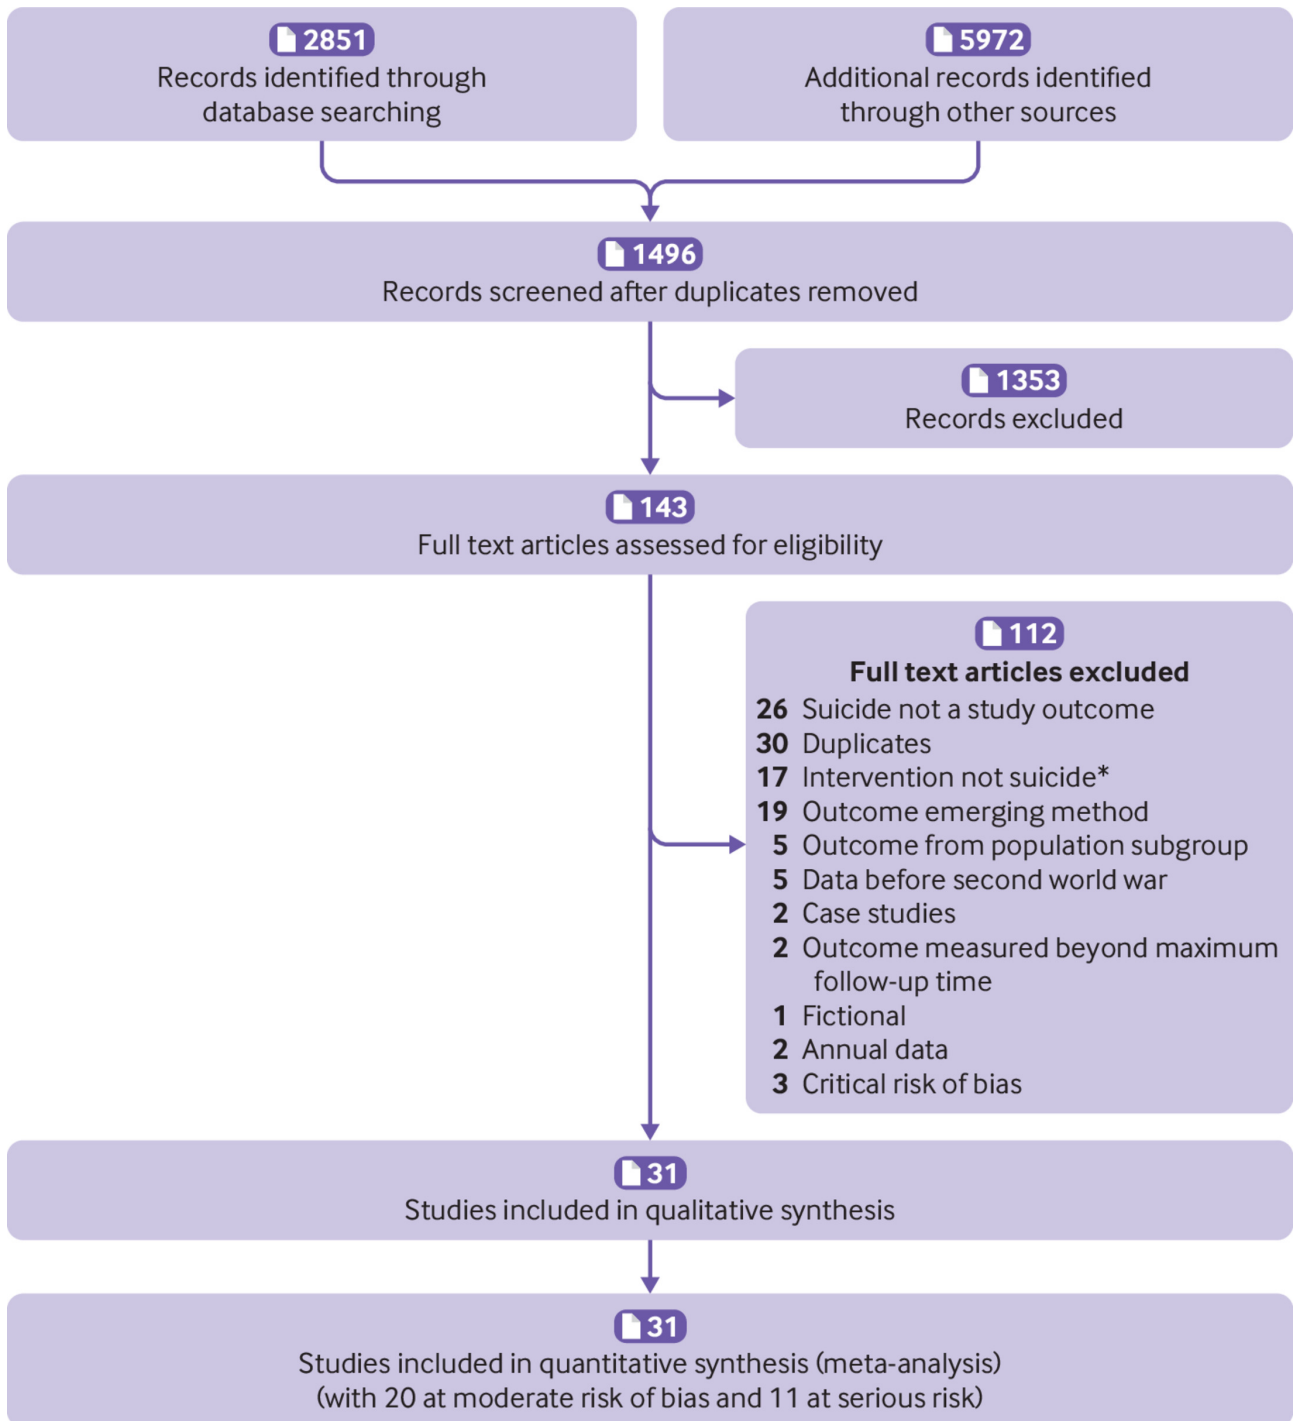 2851
Records identified through
database searching
5972
Additional records identified
through other sources
1496
Records screened after duplicates removed
1353
Records excluded
143
Full text articles assessed for eligibility
112
Full text articles excluded
26 Suicide not a study outcome
30 Duplicates
17 Intervention not suicide*
19 Outcome emerging method
5 Outcome from population subgroup
5 Data before second world war
2 Case studies
2 Outcome measured beyond maximum
follow-up time
1 Fictional
2 Annual data
3 Critical risk of bias
31
Studies included in qualitative synthesis
31
Studies included in quantitative synthesis (meta-analysis)
(with 20 at moderate risk of bias and 11 at serious risk)